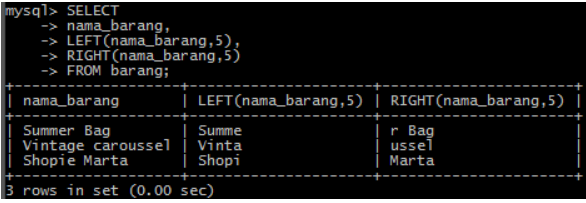 mysql> SELECT
    -> nama_barang,
    -> LEFT(nama_barang,5),
    -> RIGHT(nama_barang,5)
    -> FROM barang;
+-------------------+---------------------+----------------------+
| nama_barang       | LEFT(nama_barang,5) | RIGHT(nama_barang,5) |
+-------------------+---------------------+----------------------+
| Summer Bag        | Summe               | r Bag                |
| Vintage caroussel | Vinta               | ussel                |
| Shopie Marta      | Shopi               | Marta                |
+-------------------+---------------------+----------------------+
3 rows in set (0.00 sec)